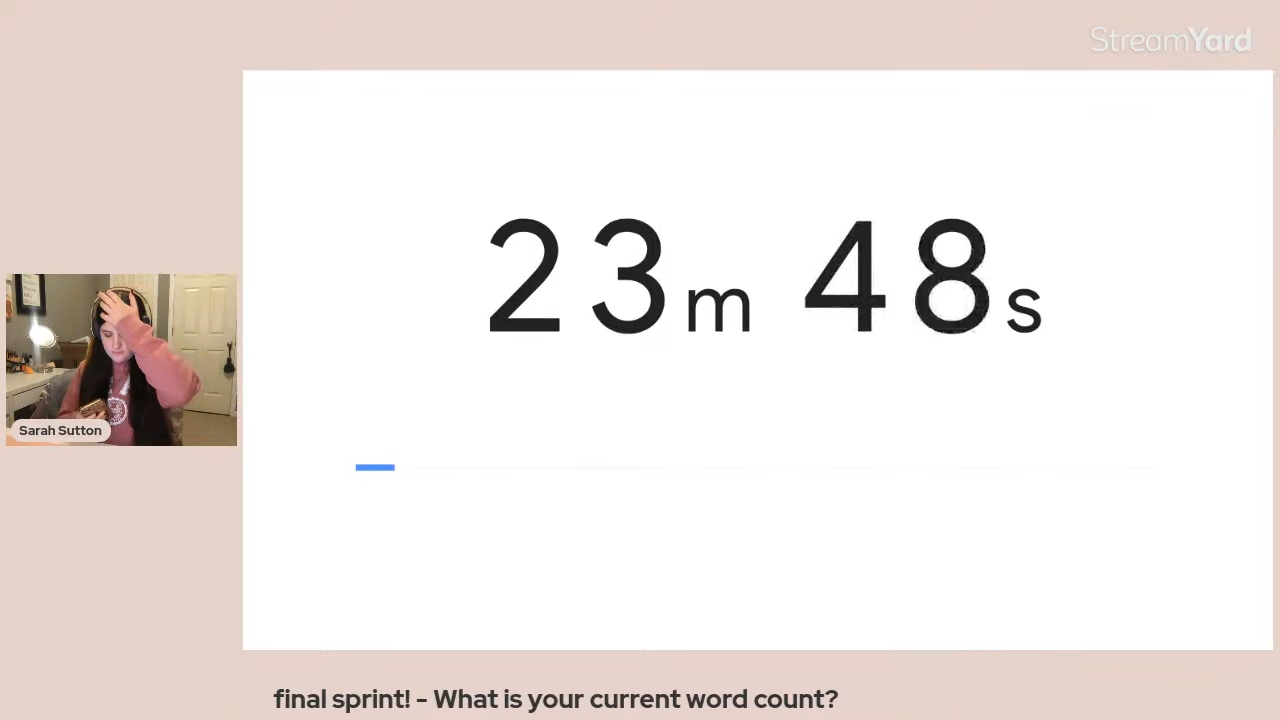 StreamYard
23m 48s
Sarah Sutton
final sprint! - What is your current word count?